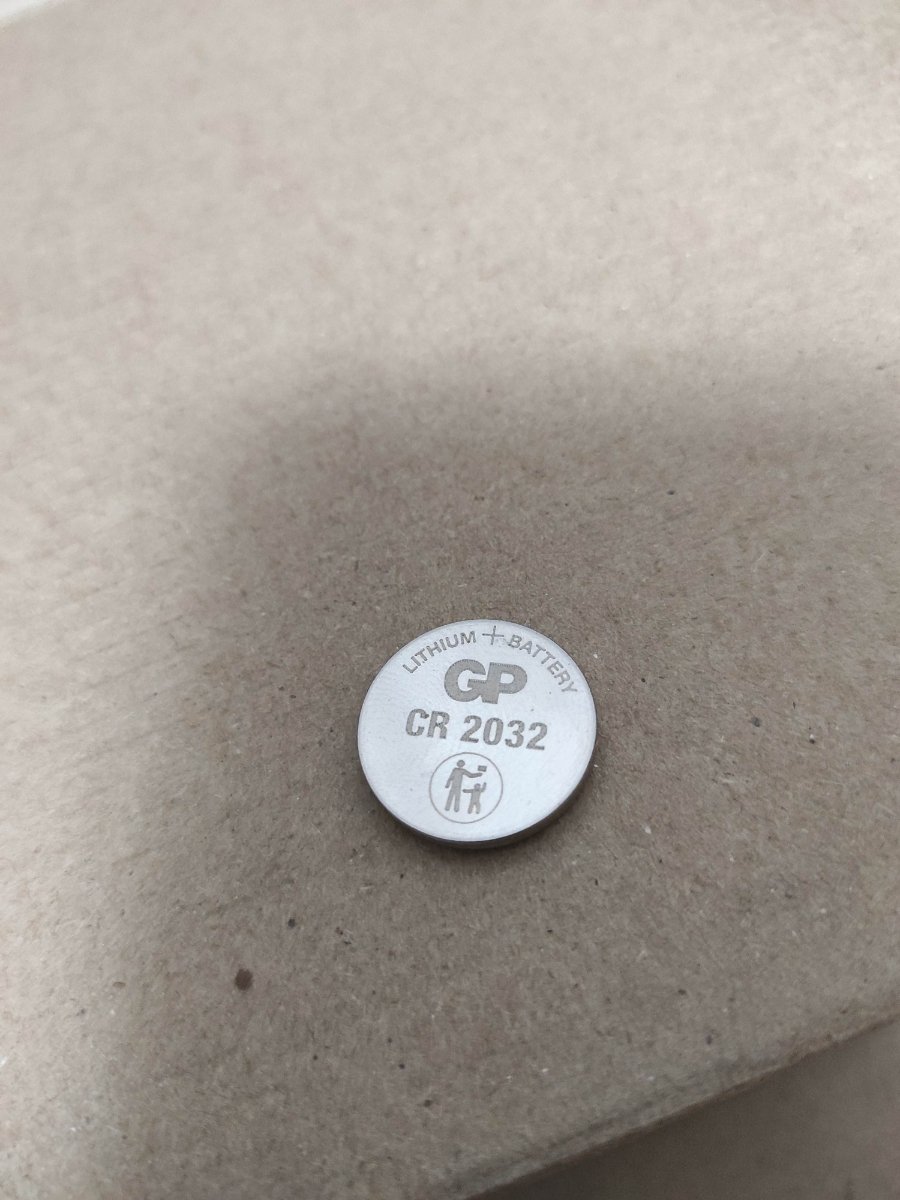 LITHIUM + BATTERY
GP
CR 2032